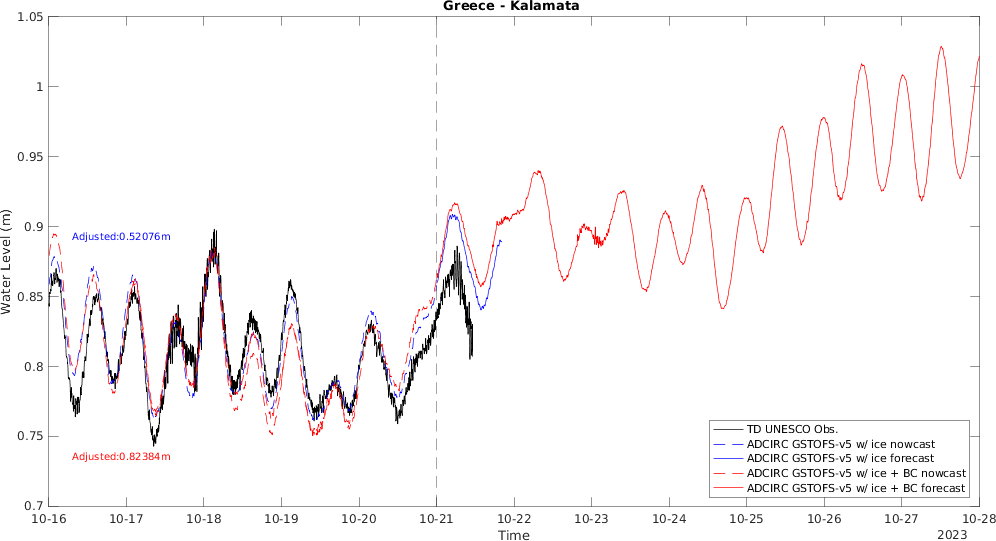 Greece - Kalamata
1.05
1
0.95
0.9
0.85
0.8
0.75
0.7
Water Level (m)
Adjusted:0.52076m
Adjusted:0.82384m
TD UNESCO Obs.
ADCIRC GSTOFS-v5 w/ ice nowcast
ADCIRC GSTOFS-v5 w/ ice forecast
ADCIRC GSTOFS-v5 w/ ice + BC nowcast
ADCIRC GSTOFS-v5 w/ ice + BC forecast
10-16 10-17 10-18 10-19 10-20 10-21 10-22 10-23 10-24 10-25 10-26 10-27 10-28
Time
2023